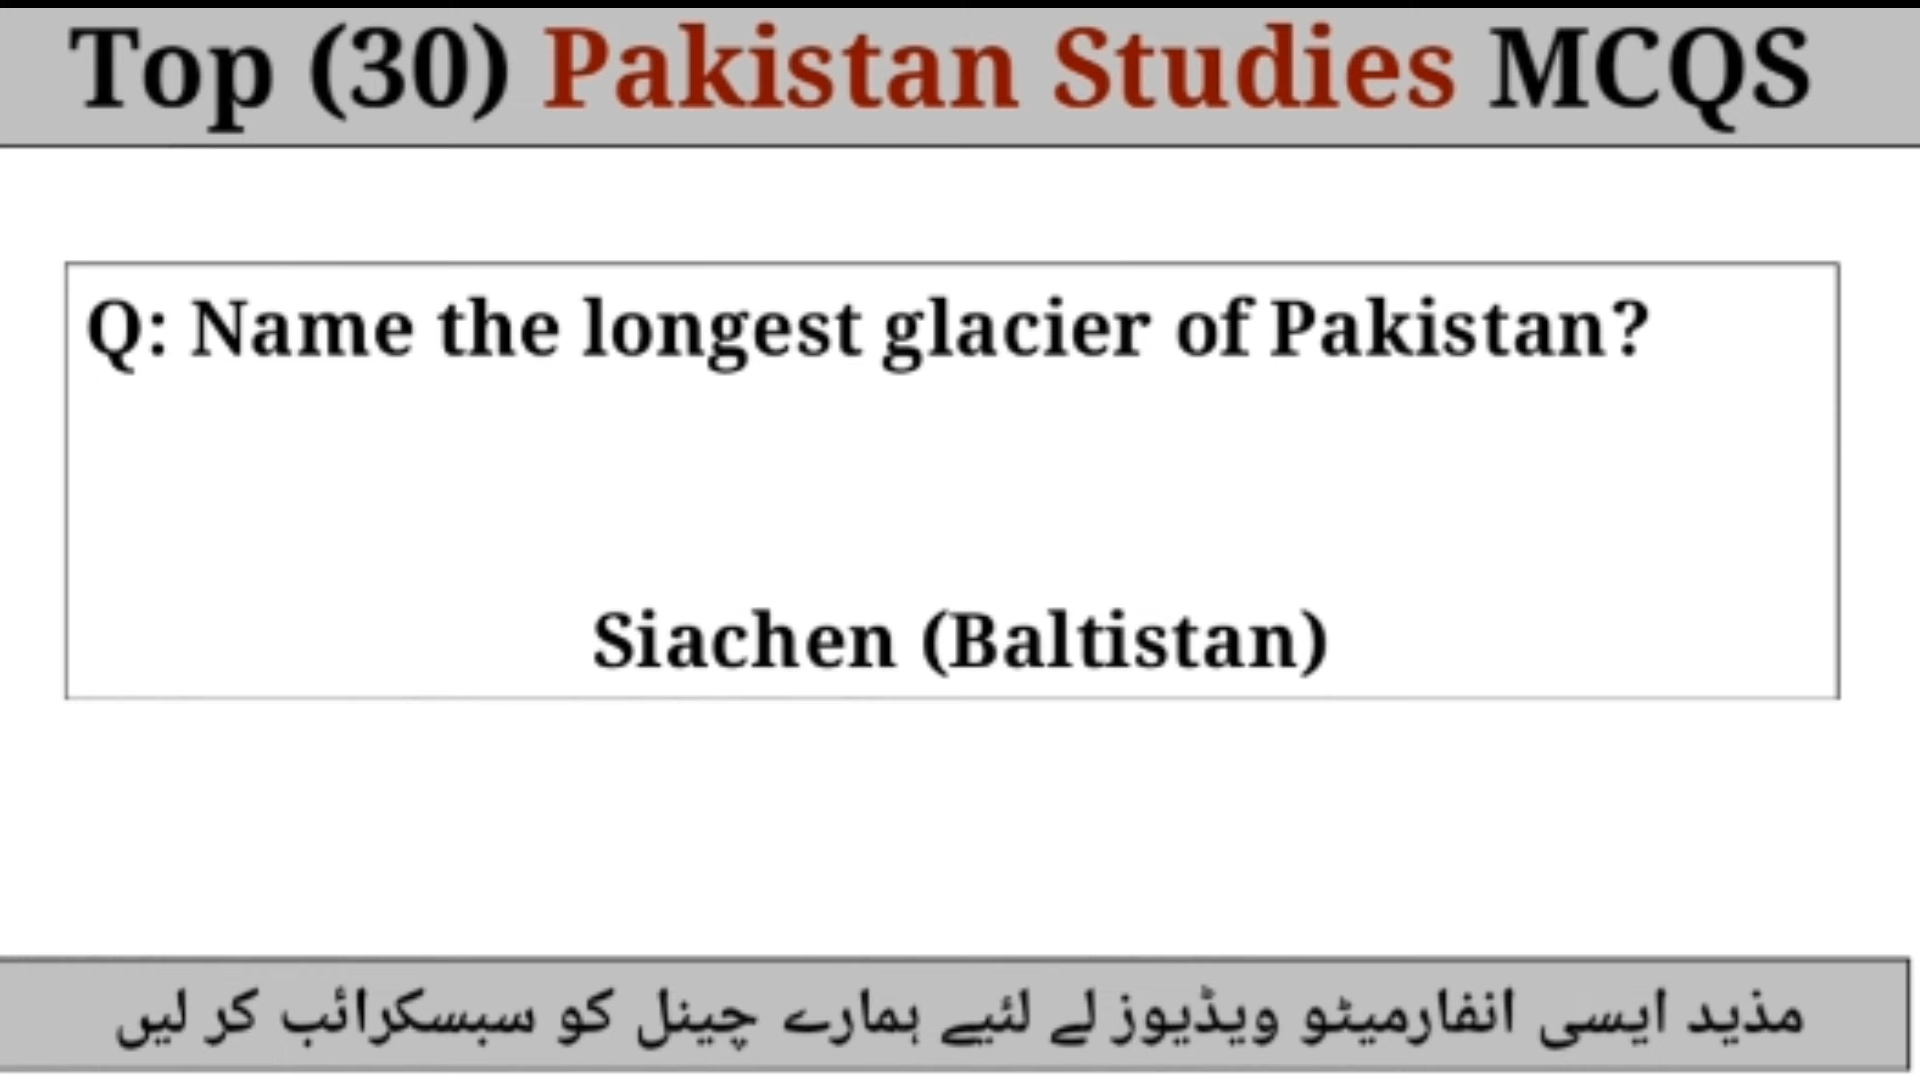 Top (30) Pakistan Studies MCQS
Q: Name the longest glacier of Pakistan?
Siachen (Baltistan)
مذید ایسی انفارمیٹو ویڈیوز لے لئیے ہمارے چینل کو سبسکرائب کر لیں